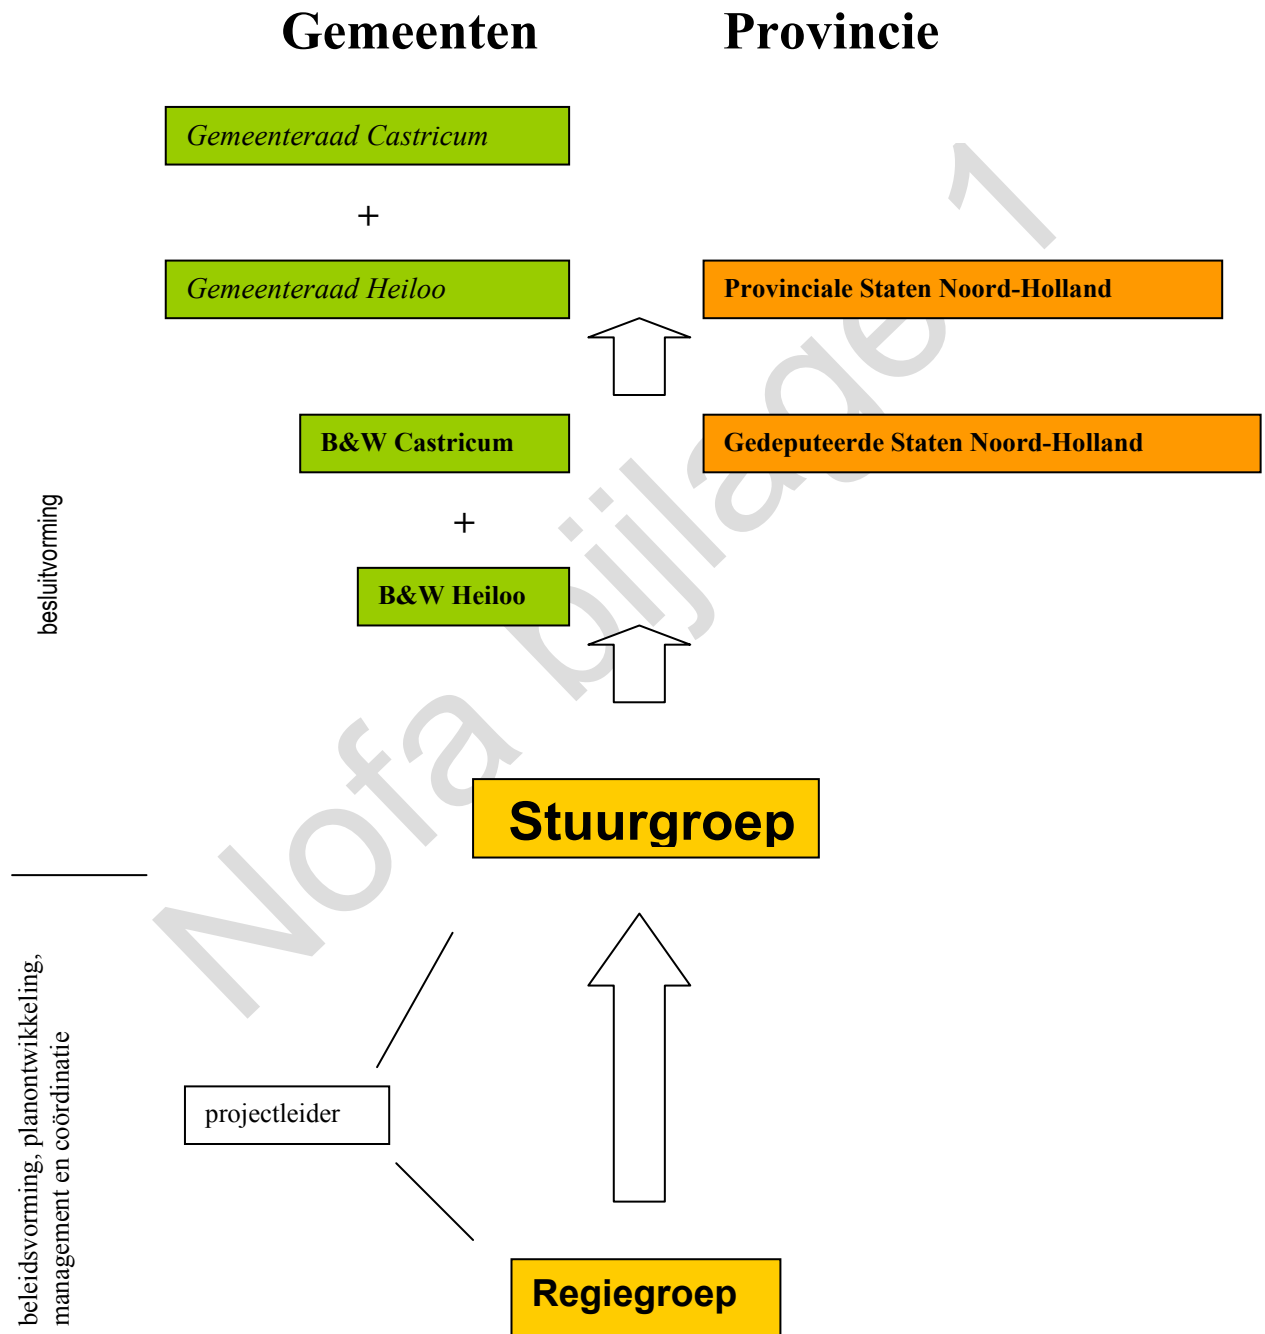 Gemeenten Provincie
Gemeenteraad Castricum
+
Gemeenteraad Heiloo
Provinciale Staten Noord-Holland
B&W Castricum
Gedeputeerde Staten Noord-Holland
+
B&W Heiloo
besluitvorming
Stuurgroep
projectleider
beleidsvorming, planontwikkeling,
management en coördinatie
Regiegroep
Nofa bijlage 1